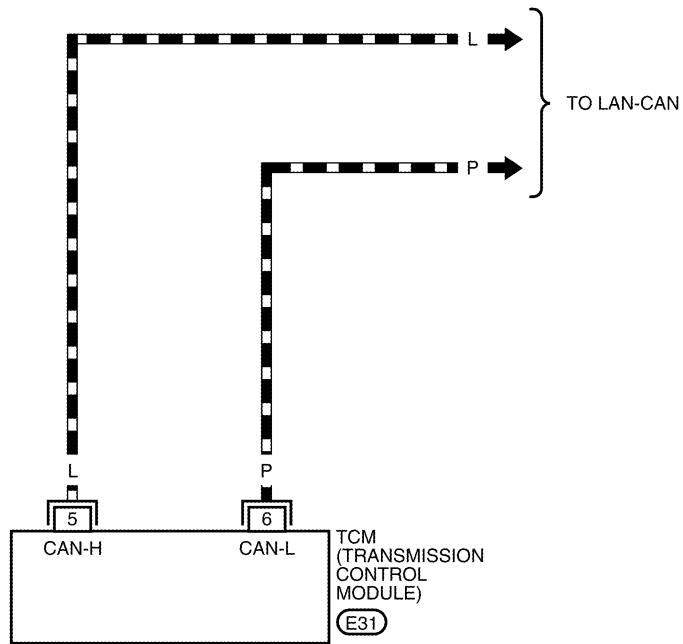 L
TO LAN-CAN
P
L
P
5
6
CAN-H
CAN-L
TCM
(TRANSMISSION
CONTROL
MODULE)
E31